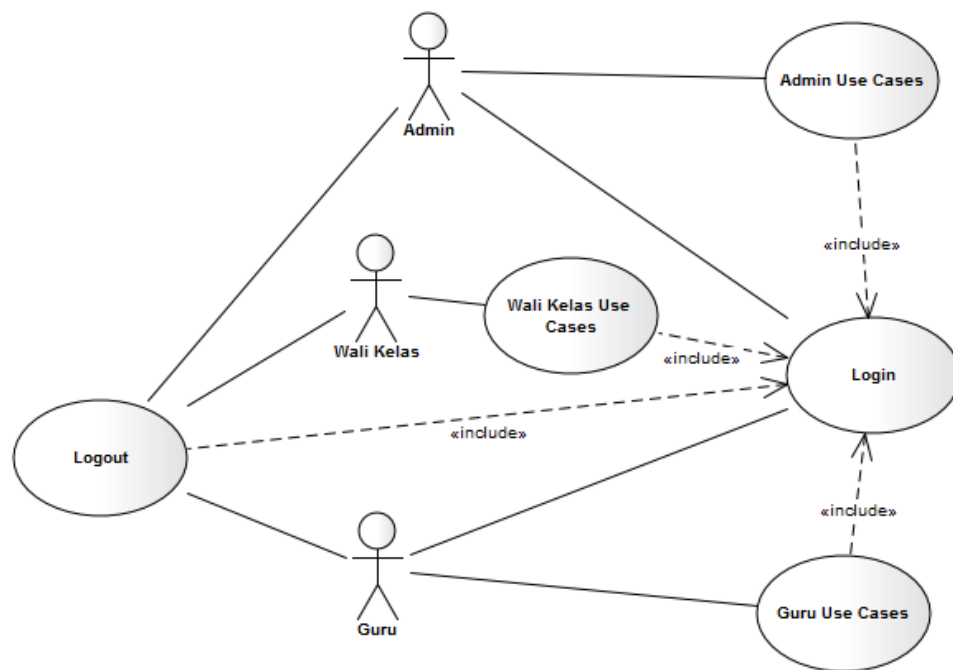 Admin Use Cases
Admin
«include»
Wali Kelas Use
Cases
Wali Kelas
«include»
Login
«include»
Logout
«include»
Guru Use Cases
Guru